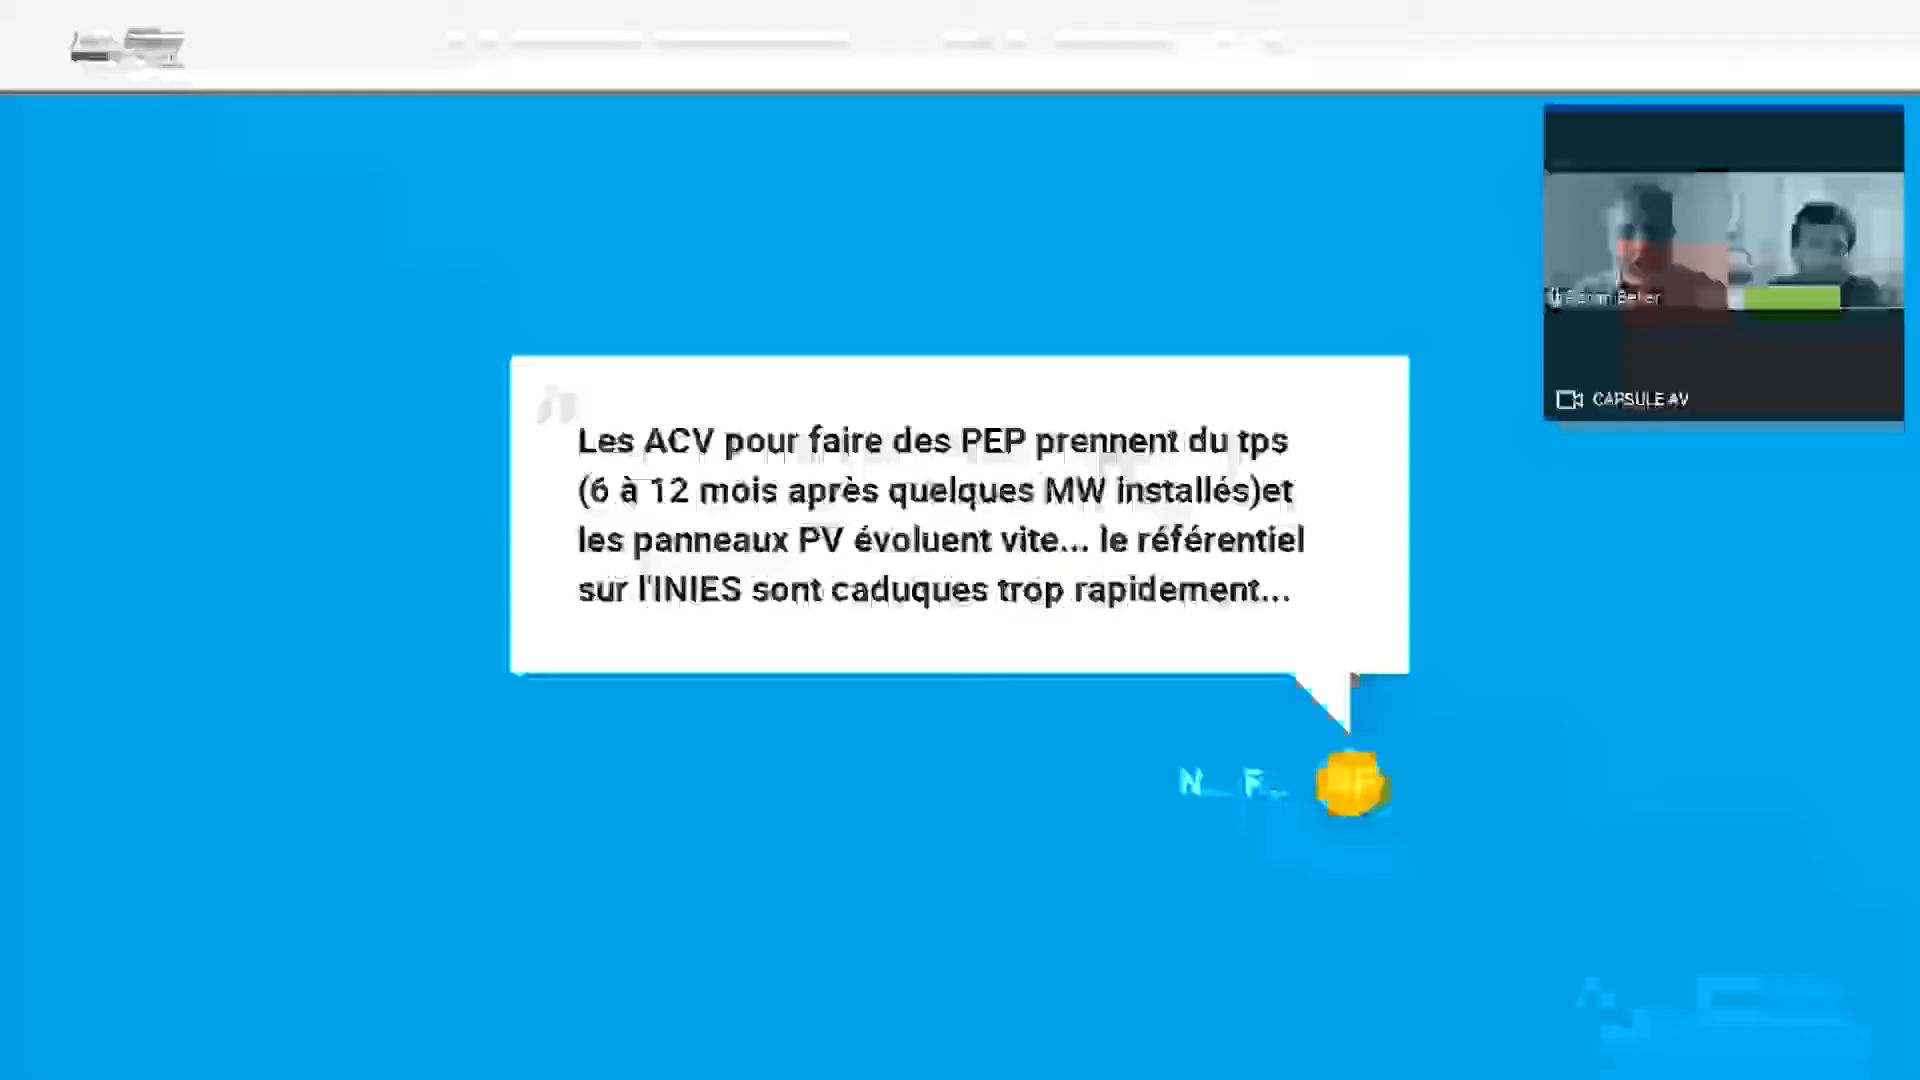 CAPSULE AV
Les ACV pour faire des PEP prennent du tps
(6 à 12 mois après quelques MW installés)et
les panneaux PV évoluent vite... le référentiel
sur l'INIES sont caduques trop rapidement...